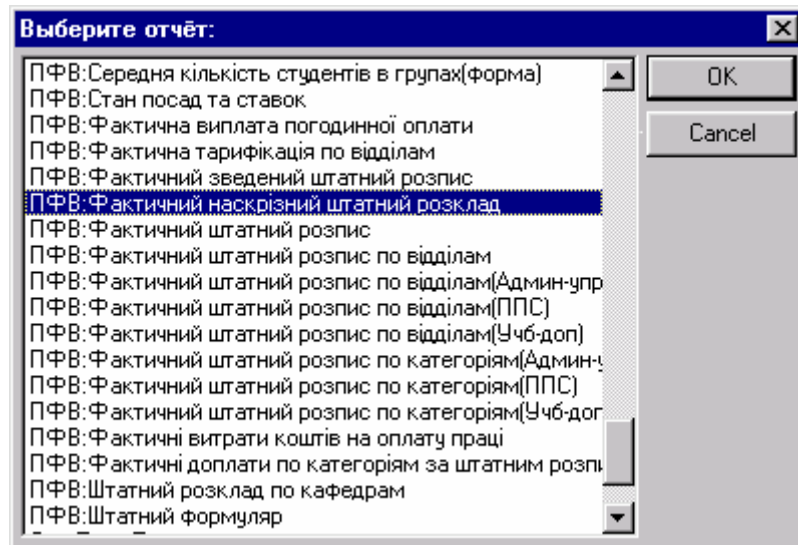 Выберите отчёт:
ПФВ:Середня кількість студентів в групах(форма)
OK
ПФВ:Стан посад та ставок
ПФВ:Фактична виплата погодинної оплати
Cancel
ПФВ:Фактична тарифікація по відділам
ПФВ:Фактичний зведений штатний розпис
ПФВ:Фактичний наскрізний штатний розклад
ПФВ:Фактичний штатний розпис
ПФВ:Фактичний штатний розпис по відділам
ПФВ:Фактичний штатний розпис по відділам(Админ-упр
ПФВ:Фактичний штатний розпис по відділам(ППС)
ПФВ:Фактичний штатний розпис по відділам(Учб-доп)
ПФВ:Фактичний штатний розпис по категоріям(Админ-у
ПФВ:Фактичний штатний розпис по категоріям(ППС)
ПФВ:Фактичний штатний розпис по категоріям(Учб-доп
ПФВ:Фактичні витрати коштів на оплату праці
ПФВ:Фактичні доплати по категоріям за штатним розпи
ПФВ:Штатний розклад по кафедрам
ПФВ:Штатний формуляр